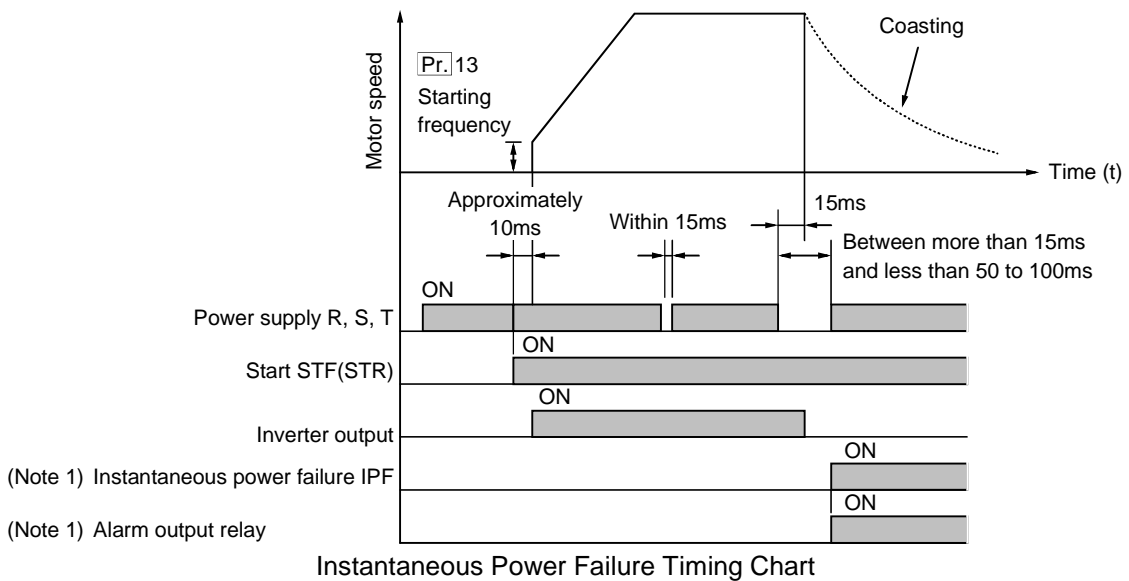 Motor speed
Pr. 13
Starting
frequency
Coasting
Time (t)
Approximately
10ms
Within 15ms
15ms
Between more than 15ms
and less than 50 to 100ms
ON
Power supply R, S, T
ON
Start STF(STR)
ON
Inverter output
ON
(Note 1) Instantaneous power failure IPF
ON
(Note 1) Alarm output relay
Instantaneous Power Failure Timing Chart